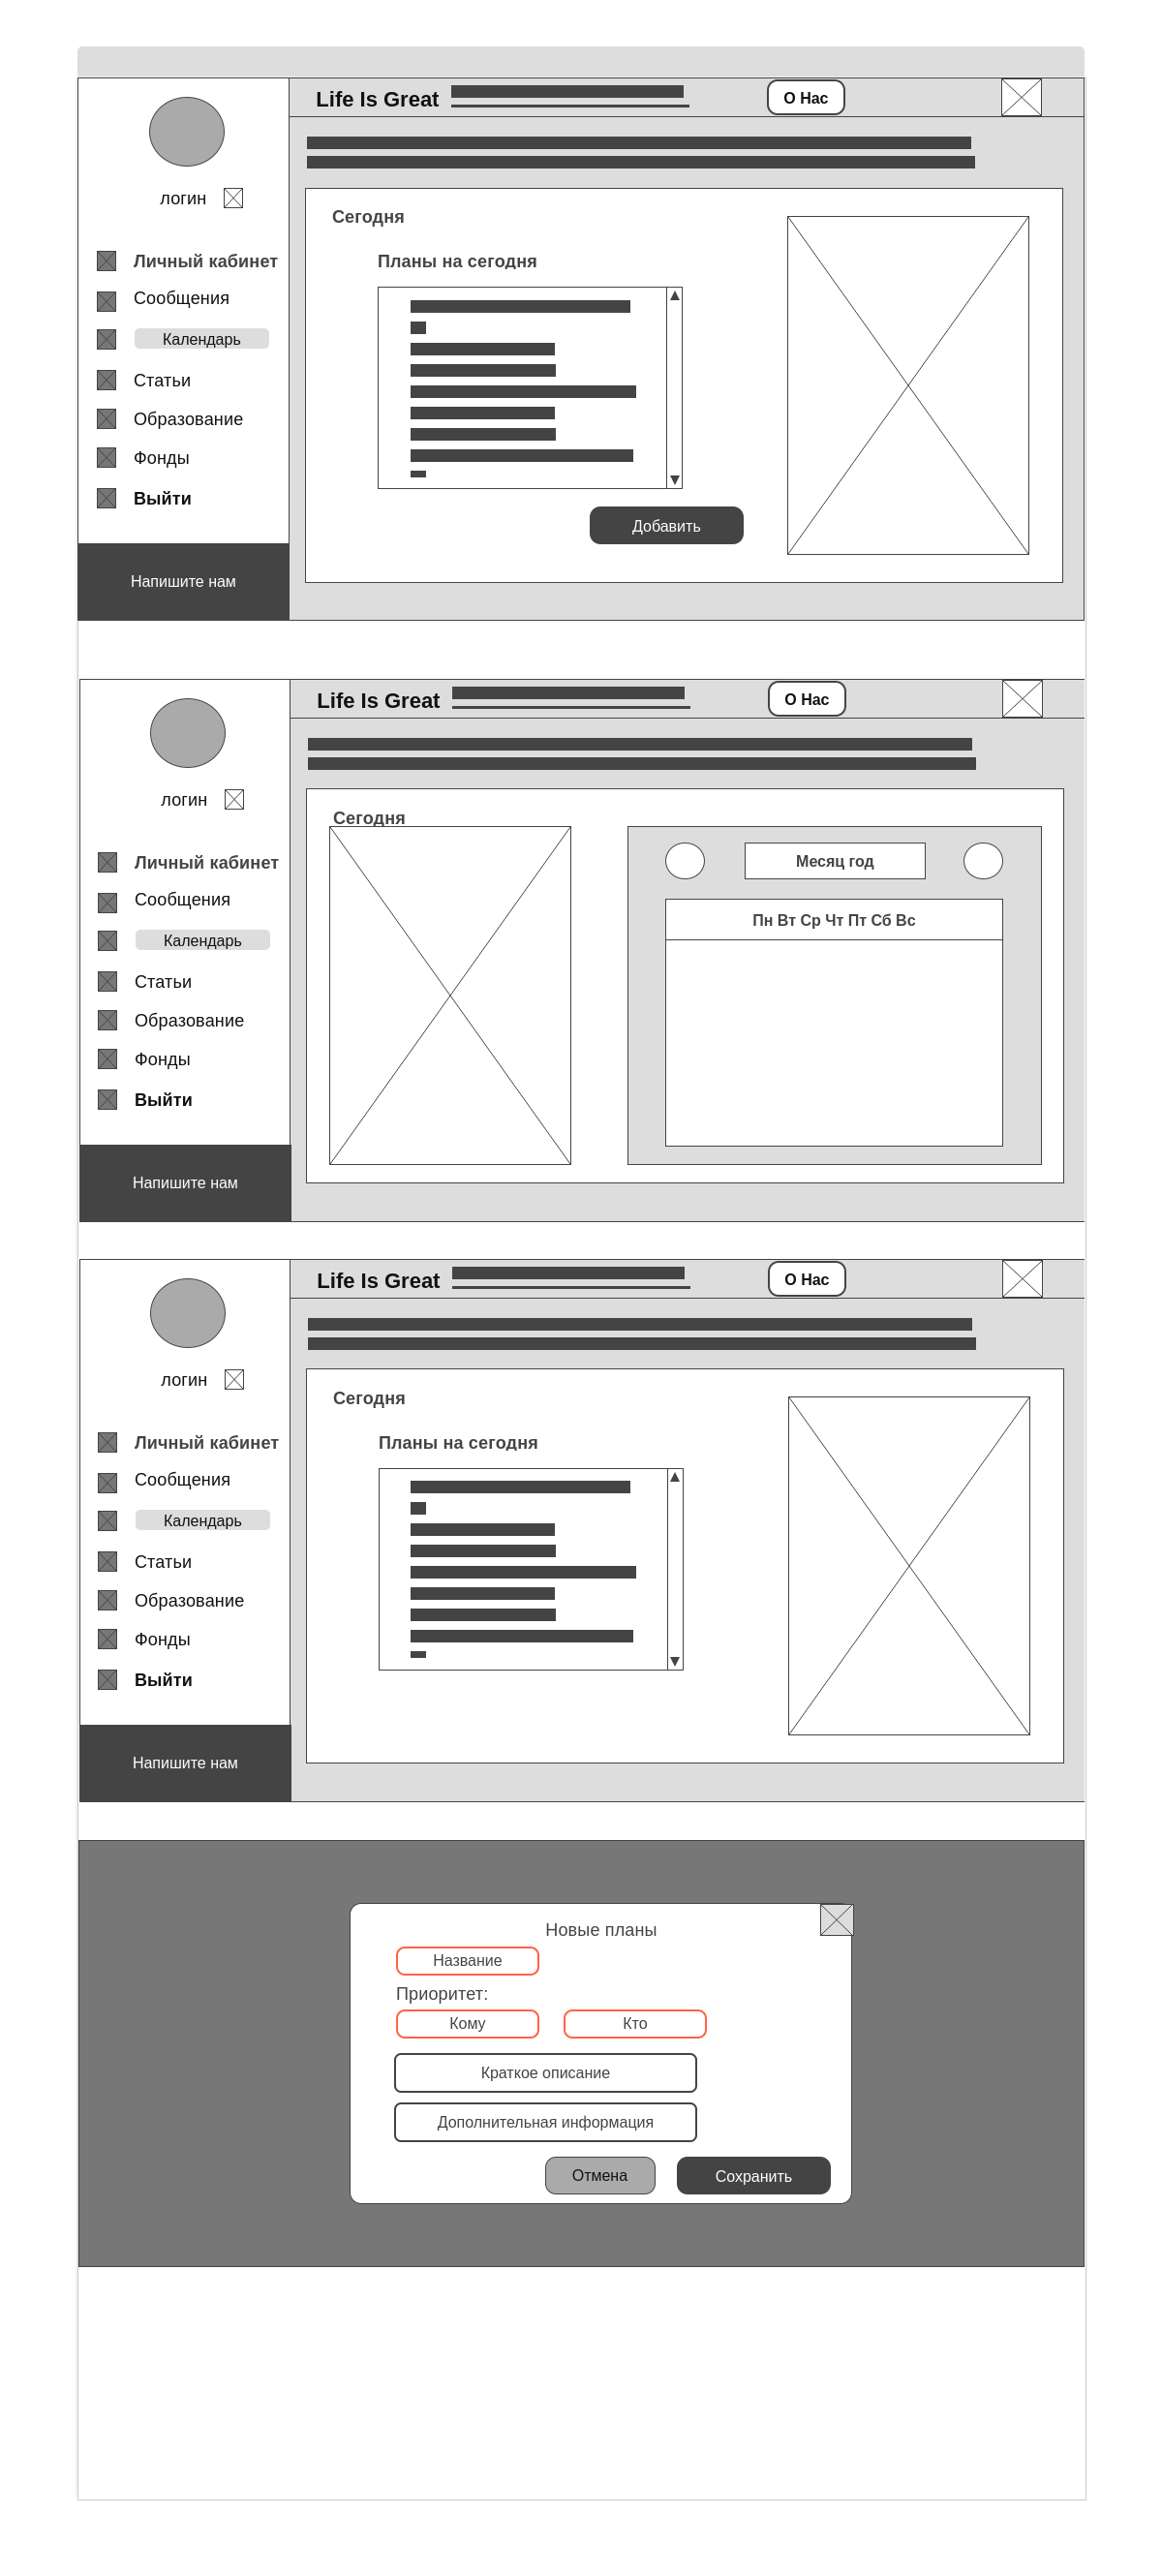 Life Is Great
О Нас
логин
Личный кабинет
Сообщения
Календарь
Статьи
Образование
Фонды
Выйти
Напишите нам
Сегодня
Планы на сегодня
Добавить
Life Is Great
О Нас
логин
Личный кабинет
Сообщения
Календарь
Статьи
Образование
Фонды
Выйти
Напишите нам
Сегодня
Месяц год
Пн Вт Ср Чт Пт Сб Вс
Life Is Great
О Нас
логин
Личный кабинет
Сообщения
Календарь
Статьи
Образование
Фонды
Выйти
Напишите нам
Сегодня
Планы на сегодня
Новые планы
Название
Приоритет:
Кому
Кто
Краткое описание
Дополнительная информация
Отмена
Сохранить